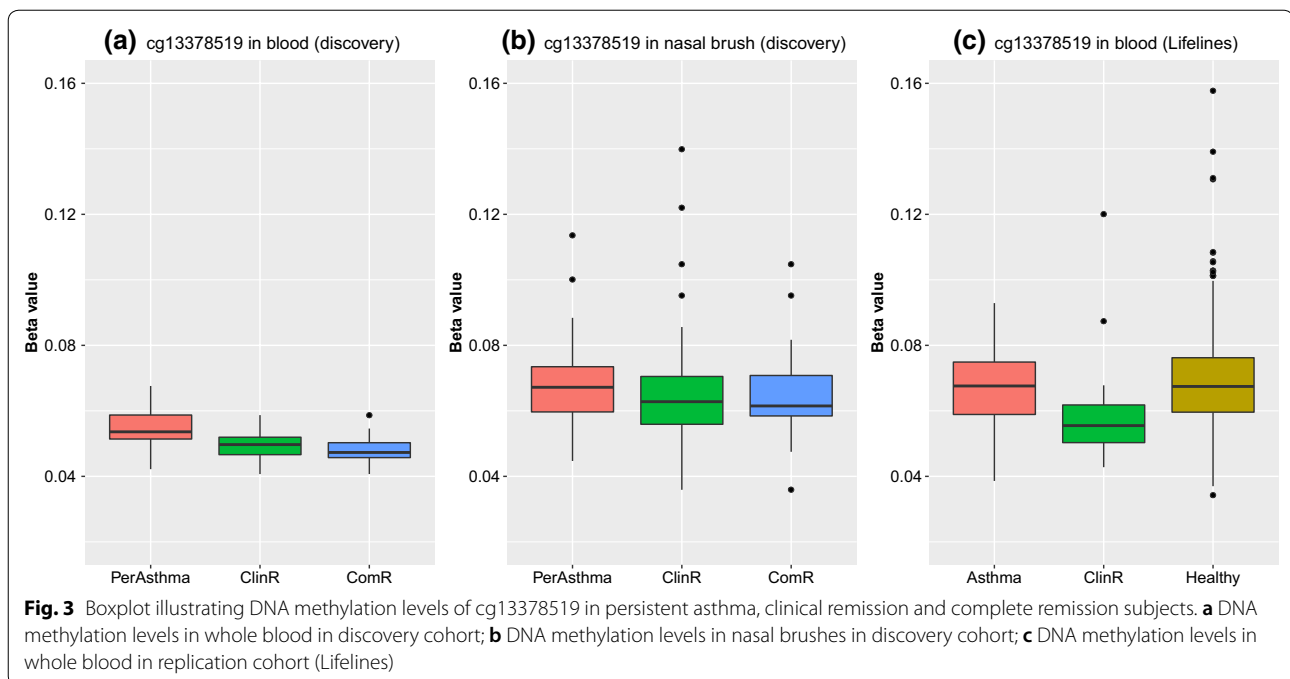 (a) cg13378519 in blood (discovery)
0.16
0.12
0.08
0.04
Beta value
PerAsthma ClinR ComR
(b) cg13378519 in nasal brush (discovery)
0.16
0.12
0.08
0.04
Beta value
PerAsthma ClinR ComR
(c) cg13378519 in blood (Lifelines)
0.16
0.12
0.08
0.04
Beta value
Asthma ClinR Healthy
Fig. 3 Boxplot illustrating DNA methylation levels of cg13378519 in persistent asthma, clinical remission and complete remission subjects. a DNA
methylation levels in whole blood in discovery cohort; b DNA methylation levels in nasal brushes in discovery cohort; c DNA methylation levels in
whole blood in replication cohort (Lifelines)